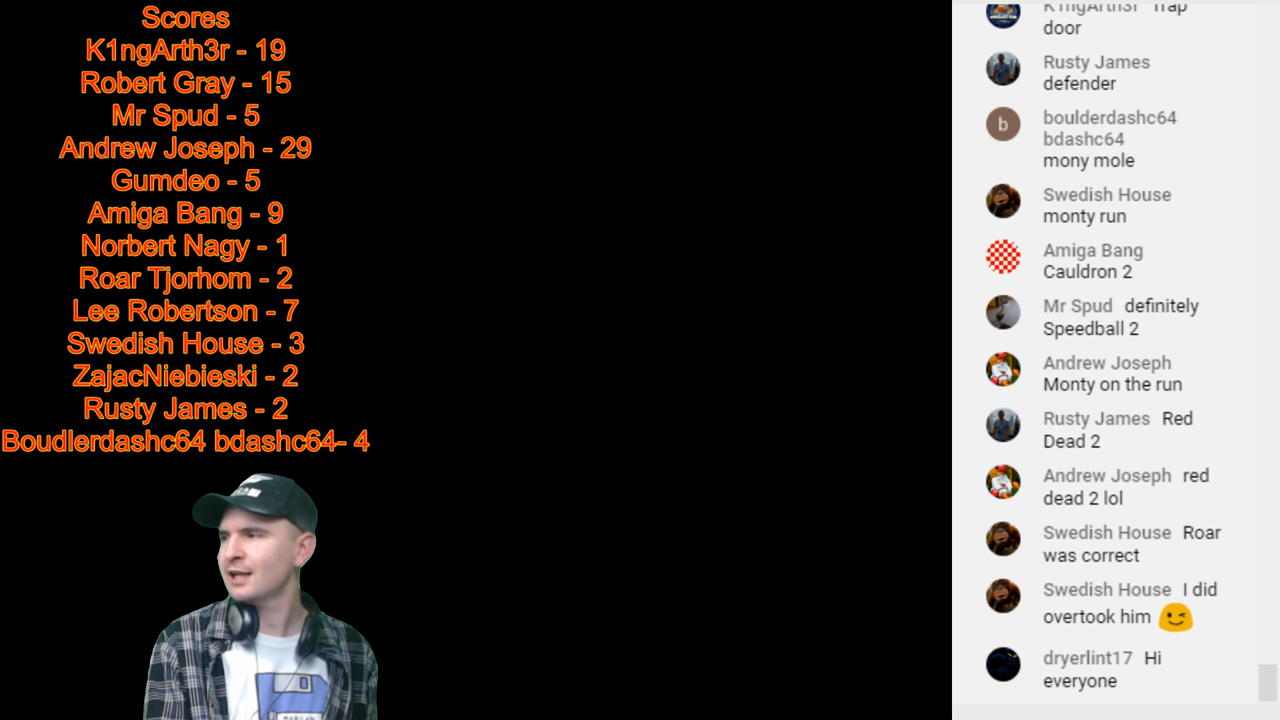 Scores
K1ngArth3r - 19
Robert Gray - 15
Mr Spud - 5
Andrew Joseph - 29
Gumdeo - 5
Amiga Bang - 9
Norbert Nagy - 1
Roar Tjorhom - 2
Lee Robertson - 7
Swedish House - 3
ZajacNiebieski - 2
Rusty James - 2
Boudlerdashc64 bdashc64- 4
K1ngArth3r Trap
door
Rusty James
defender
b
boulderdashc64
bdashc64
mony mole
Swedish House
monty run
Amiga Bang
Cauldron 2
Mr Spud definitely
Speedball 2
Andrew Joseph
Monty on the run
Rusty James Red
Dead 2
Andrew Joseph red
dead 2 lol
Swedish House Roar
was correct
Swedish House I did
overtook him
dryerlint17 Hi
everyone